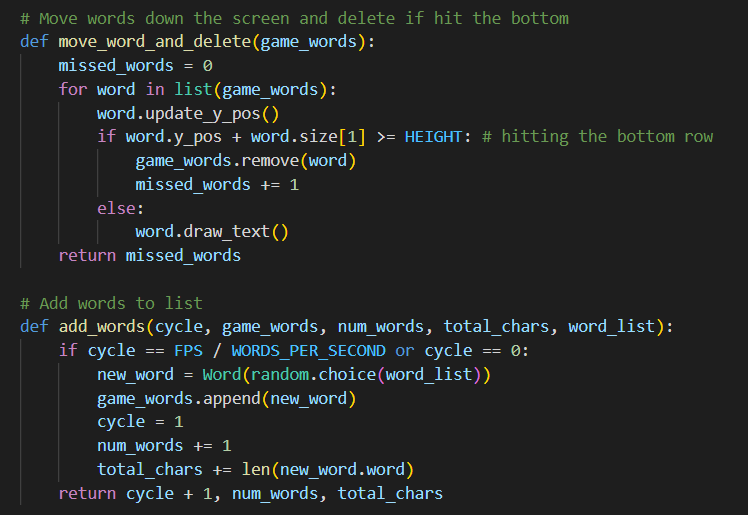 # Move words down the screen and delete if hit the bottom
def move_word_and_delete(game_words):
    missed_words = 0
    for word in list(game_words):
        word.update_y_pos()
        if word.y_pos + word.size[1] >= HEIGHT: # hitting the bottom row
            game_words.remove(word)
            missed_words += 1
        else:
            word.draw_text()
    return missed_words

# Add words to list
def add_words(cycle, game_words, num_words, total_chars, word_list):
    if cycle == FPS / WORDS_PER_SECOND or cycle == 0:
        new_word = Word(random.choice(word_list))
        game_words.append(new_word)
        cycle = 1
        num_words += 1
        total_chars += len(new_word.word)
    return cycle + 1, num_words, total_chars